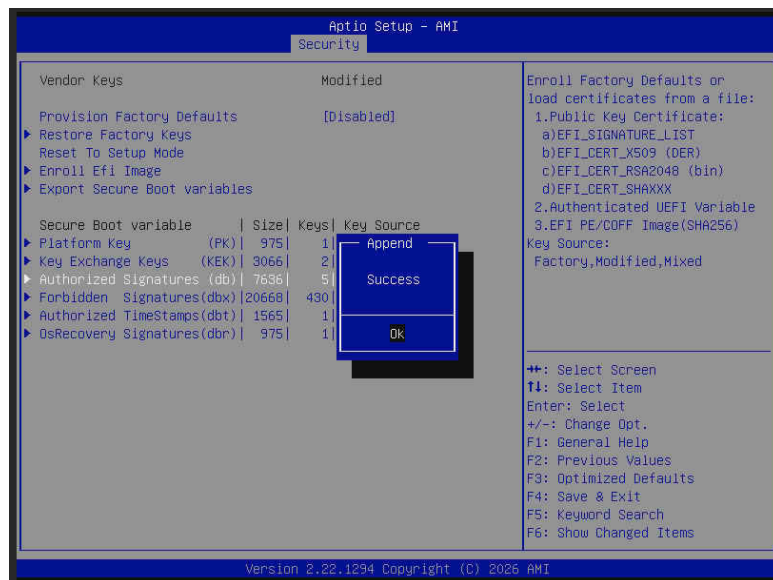 Aptio Setup – AMI
Security
Vendor Keys Modified
Provision Factory Defaults [Disabled]
Restore Factory Keys
Reset To Setup Mode
Enroll Efi Image
Export Secure Boot variables
Secure Boot variable | Size| Keys| Key Source
Platform Key (PK)| 975| 1|
Key Exchange Keys (KEK)| 3066| 2|
Authorized Signatures (db)| 7636| 5|
Forbidden Signatures(dbx)|20668| 430|
Authorized TimeStamps(dbt)| 1565| 1|
OsRecovery Signatures(dbr)| 975| 1|
Append
Success
Ok
Enroll Factory Defaults or
load certificates from a file:
1.Public Key Certificate:
a)EFI_SIGNATURE_LIST
b)EFI_CERT_X509 (DER)
c)EFI_CERT_RSA2048 (bin)
d)EFI_CERT_SHAXXX
2.Authenticated UEFI Variable
3.EFI PE/COFF Image(SHA256)
Key Source:
Factory,Modified,Mixed
→←: Select Screen
↑↓: Select Item
Enter: Select
+/-: Change Opt.
F1: General Help
F2: Previous Values
F3: Optimized Defaults
F4: Save & Exit
F5: Keyword Search
F6: Show Changed Items
Version 2.22.1294 Copyright (C) 2026 AMI